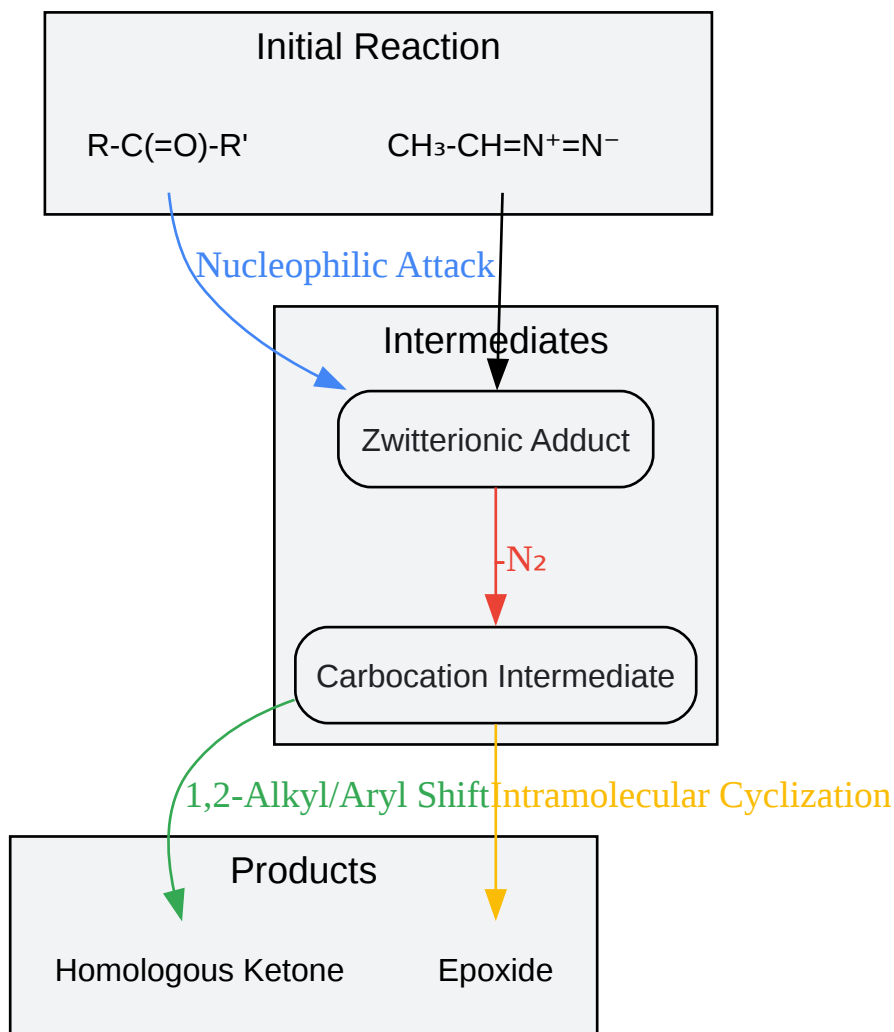 Initial Reaction
R-C(=O)-R'
CH₃-CH=N⁺=N⁻
Nucleophilic Attack
Intermediates
Zwitterionic Adduct
-N₂
Carbocation Intermediate
1,2-Alkyl/Aryl Shift
Intramolecular Cyclization
Products
Homologous Ketone
Epoxide